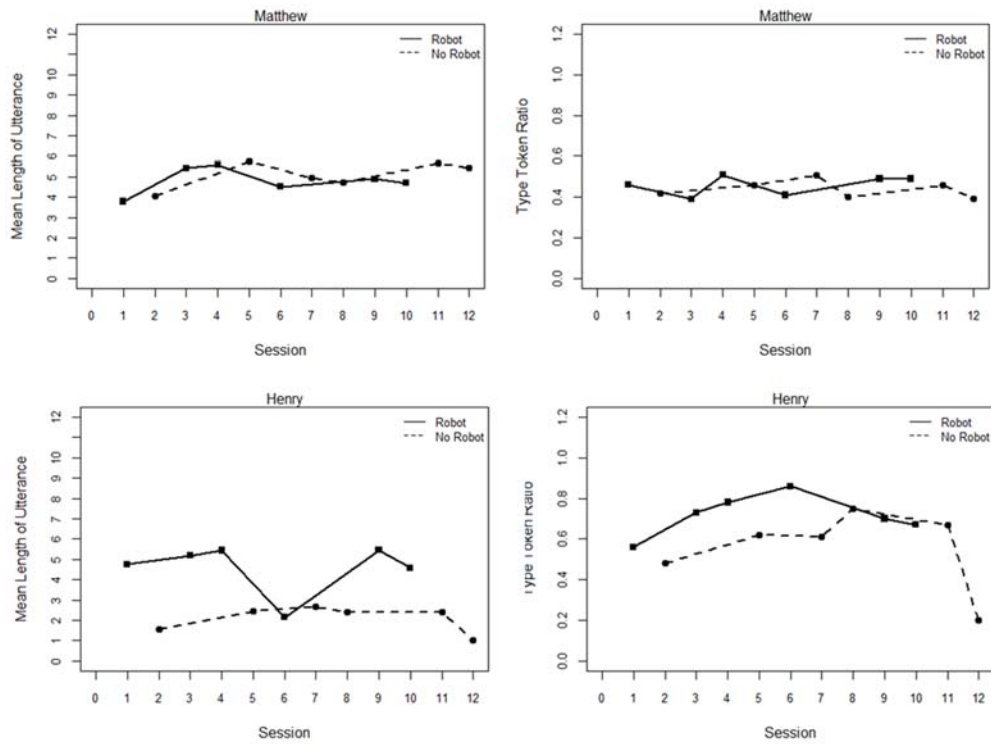 Matthew
Robot
No Robot
Mean Length of Utterance
12
11
10
9
8
7
6
5
4
3
2
1
0
0 1 2 3 4 5 6 7 8 9 10 11 12
Session
Matthew
Robot
No Robot
Type Token Ratio
1.2
1.0
0.8
0.6
0.4
0.2
0.0
0 1 2 3 4 5 6 7 8 9 10 11 12
Session
Henry
Robot
No Robot
Mean Length of Utterance
12
10
9
8
7
6
5
4
3
2
1
0
0 1 2 3 4 5 6 7 8 9 10 11 12
Session
Henry
Robot
No Robot
Type Token Ratio
1.2
1.0
0.8
0.6
0.4
0.2
0.0
0 1 2 3 4 5 6 7 8 9 10 11 12
Session